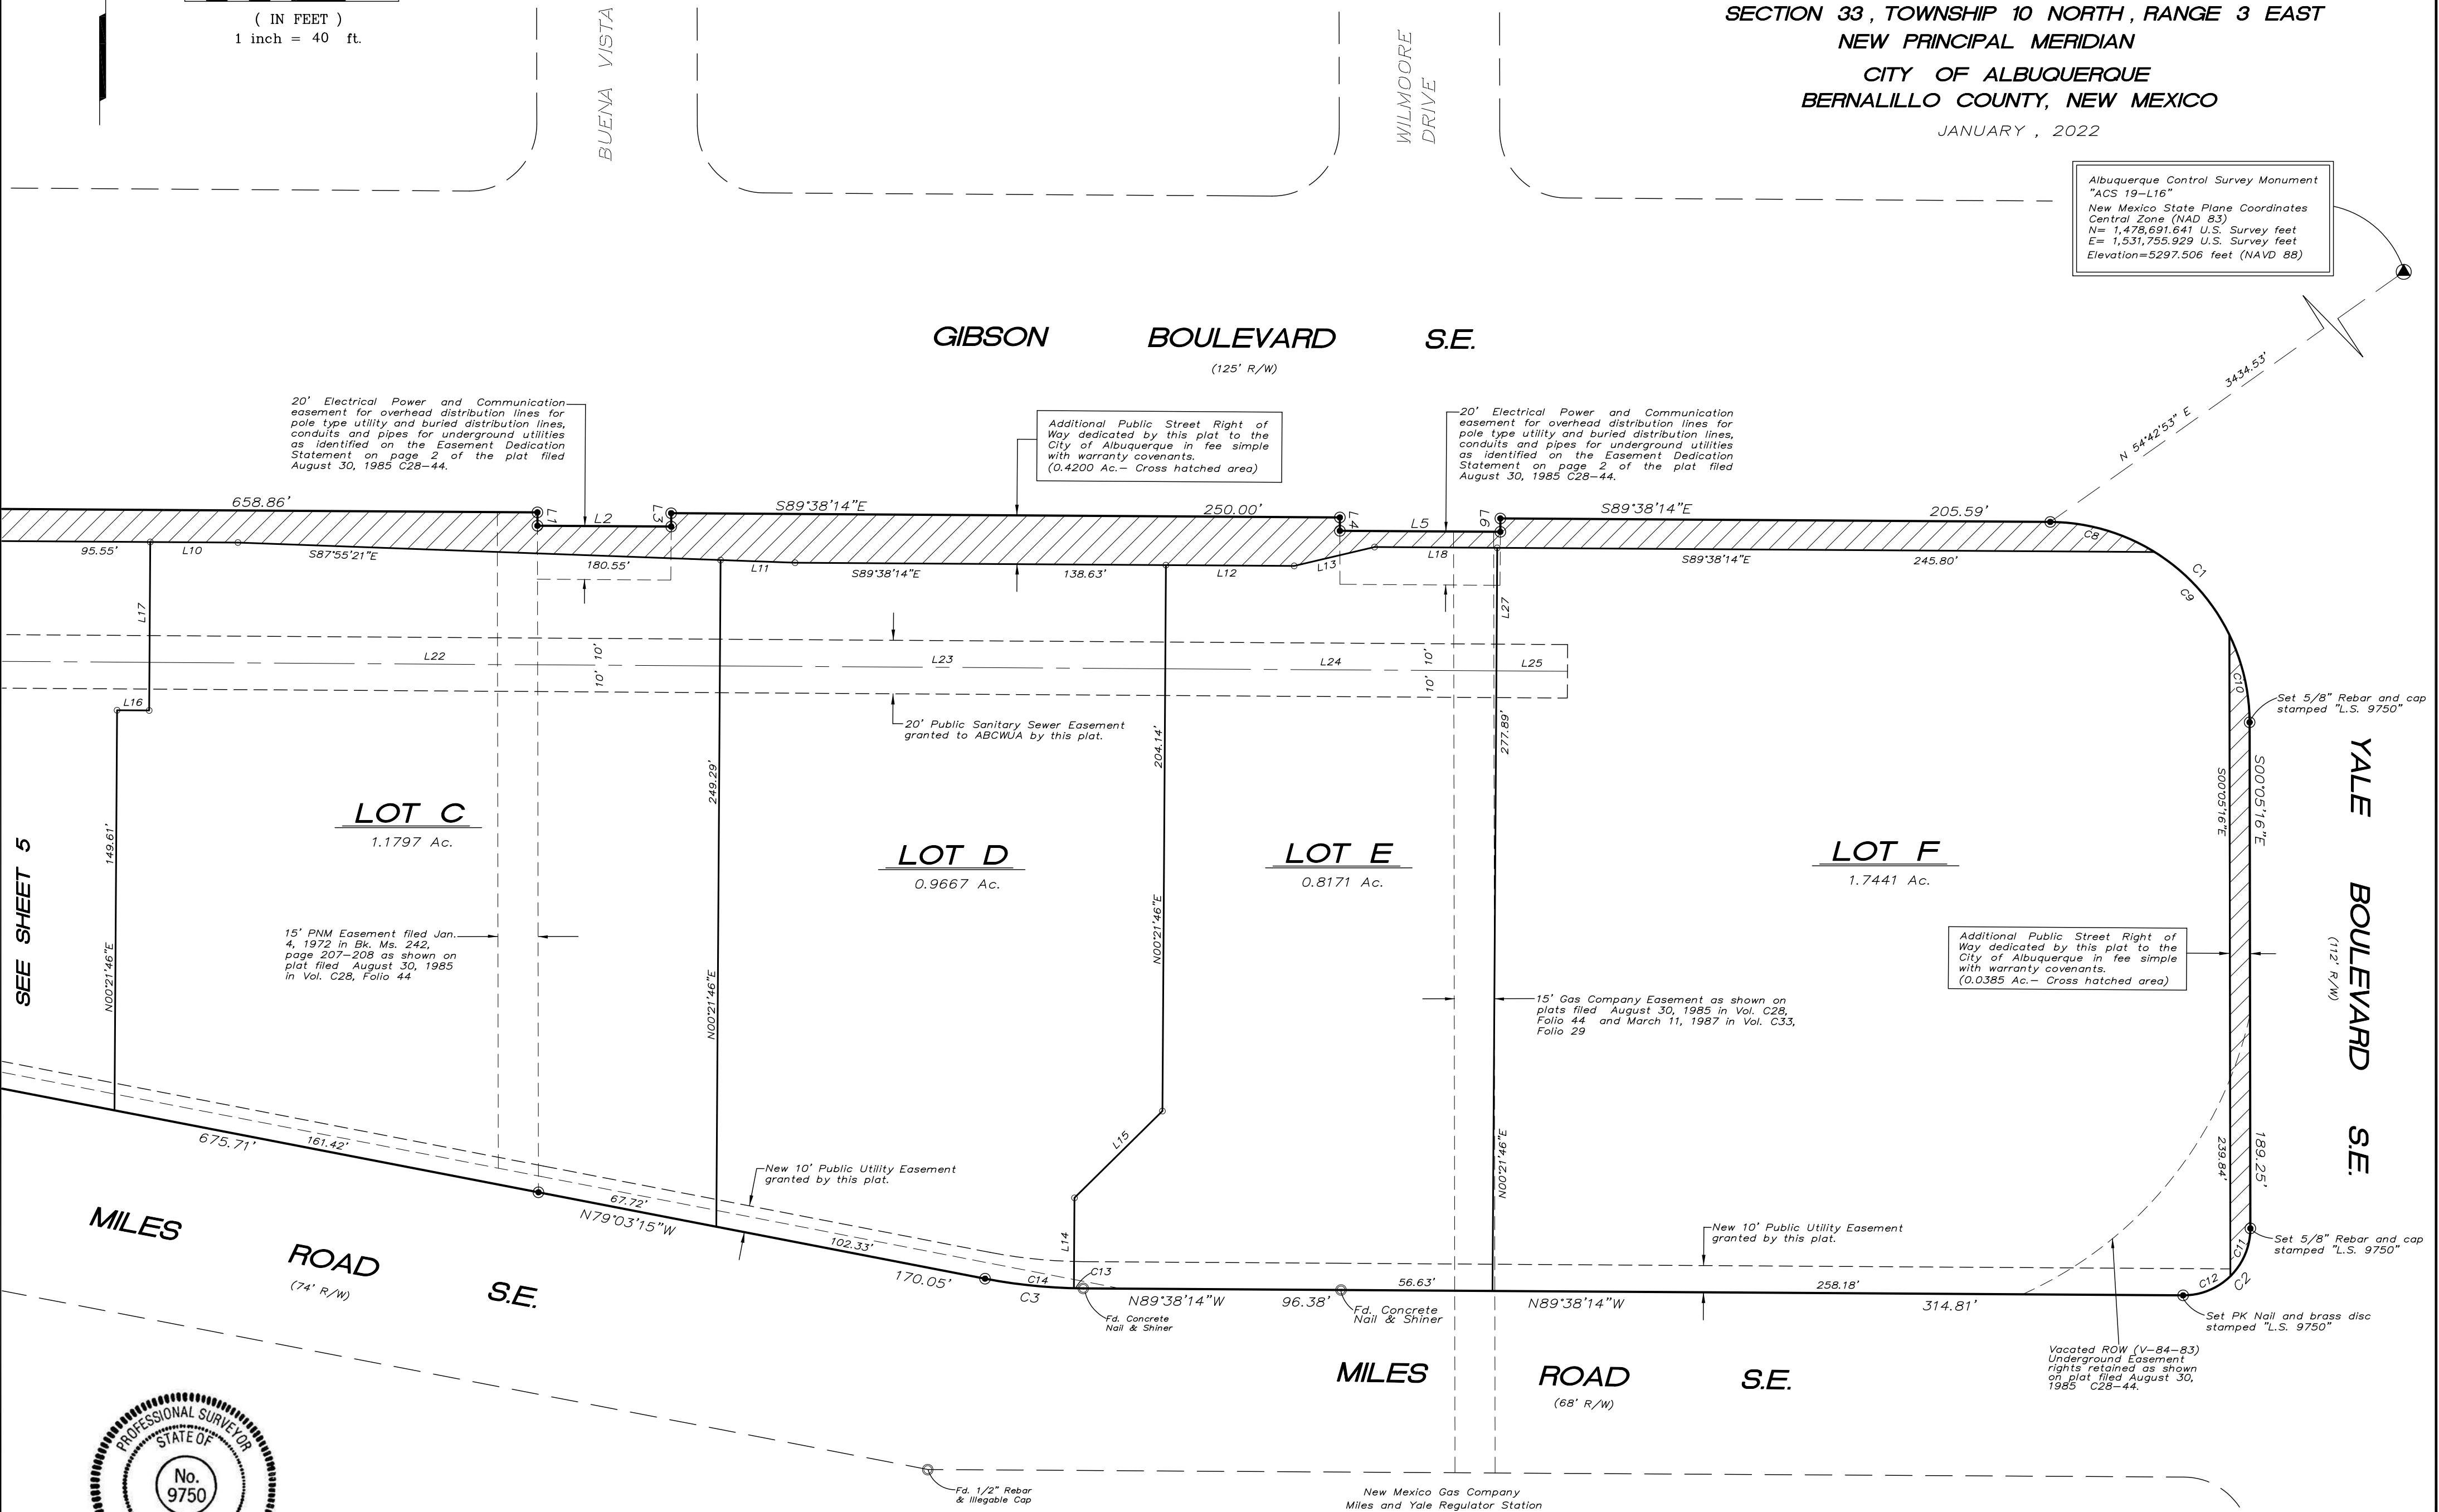 ( IN FEET )
1 inch = 40 ft.
BUENA VISTA
WILMOORE
DRIVE
SECTION 33 , TOWNSHIP 10 NORTH , RANGE 3 EAST
NEW PRINCIPAL MERIDIAN
CITY OF ALBUQUERQUE
BERNALILLO COUNTY, NEW MEXICO
JANUARY , 2022
Albuquerque Control Survey Monument
"ACS 19-L16"
New Mexico State Plane Coordinates
Central Zone (NAD 83)
N= 1,478,691.641 U.S. Survey feet
E= 1,531,755.929 U.S. Survey feet
Elevation=5297.506 feet (NAVD 88)
3434.53'
N 54°42'53" E
GIBSON BOULEVARD S.E.
(125' R/W)
20' Electrical Power and Communication
easement for overhead distribution lines for
pole type utility and buried distribution lines,
conduits and pipes for underground utilities
as identified on the Easement Dedication
Statement on page 2 of the plat filed
August 30, 1985 C28-44.
Additional Public Street Right of
Way dedicated by this plat to the
City of Albuquerque in fee simple
with warranty covenants.
(0.4200 Ac.- Cross hatched area)
20' Electrical Power and Communication
easement for overhead distribution lines for
pole type utility and buried distribution lines,
conduits and pipes for underground utilities
as identified on the Easement Dedication
Statement on page 2 of the plat filed
August 30, 1985 C28-44.
658.86'
L1
L2
L3
S89°38'14"E
250.00'
L4
L5
L6
S89°38'14"E
205.59'
C8
C1
C9
C10
95.55'
L10
S87°55'21"E
180.55'
L11
S89°38'14"E
138.63'
L12
L13
L18
S89°38'14"E
245.80'
L17
L27
L22
10' 10'
L23
L24
10' 10'
L25
L16
20' Public Sanitary Sewer Easement
granted to ABCWUA by this plat.
Set 5/8" Rebar and cap
stamped "L.S. 9750"
249.29'
204.14'
277.89'
S00°05'16"E
S00°05'16"E
YALE BOULEVARD S.E.
(112' R/W)
SEE SHEET 5
149.61'
N00°21'46"E
LOT C
1.1797 Ac.
LOT D
0.9667 Ac.
LOT E
0.8171 Ac.
LOT F
1.7441 Ac.
15' PNM Easement filed Jan.
4, 1972 in Bk. Ms. 242,
page 207-208 as shown on
plat filed August 30, 1985
in Vol. C28, Folio 44
N00°21'46"E
N00°21'46"E
Additional Public Street Right of
Way dedicated by this plat to the
City of Albuquerque in fee simple
with warranty covenants.
(0.0385 Ac.- Cross hatched area)
15' Gas Company Easement as shown on
plats filed August 30, 1985 in Vol. C28,
Folio 44 and March 11, 1987 in Vol. C33,
Folio 29
675.71'
161.42'
L15
N00°21'46"E
239.84'
189.25'
New 10' Public Utility Easement
granted by this plat.
67.72'
N79°03'15"W
102.33'
170.05'
L14
C14
C3
C13
Fd. Concrete
Nail & Shiner
N89°38'14"W
96.38'
56.63'
Fd. Concrete
Nail & Shiner
New 10' Public Utility Easement
granted by this plat.
N89°38'14"W
258.18'
314.81'
C11
C12
C2
Set 5/8" Rebar and cap
stamped "L.S. 9750"
Set PK Nail and brass disc
stamped "L.S. 9750"
Vacated ROW (V-84-83)
Underground Easement
rights retained as shown
on plat filed August 30,
1985 C28-44.
MILES ROAD S.E.
(74' R/W)
MILES ROAD S.E.
(68' R/W)
PROFESSIONAL SURVEYOR
STATE OF
No.
9750
Fd. 1/2" Rebar
& Illegable Cap
New Mexico Gas Company
Miles and Yale Regulator Station